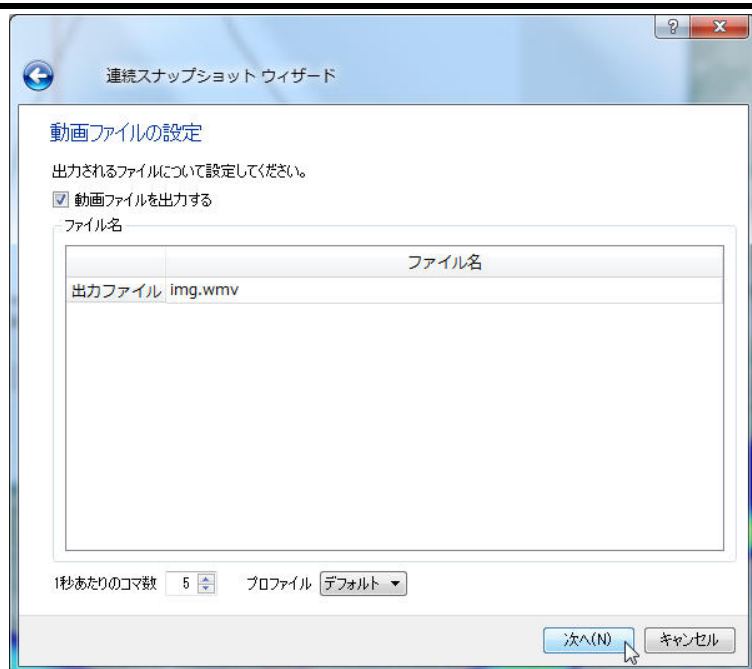 ?
x
連続スナップショット ウィザード
動画ファイルの設定
出力されるファイルについて設定してください。
動画ファイルを出力する
ファイル名
ファイル名
出力ファイル img.wmv
1秒あたりのコマ数 5 プロファイル デフォルト
次へ(N) キャンセル